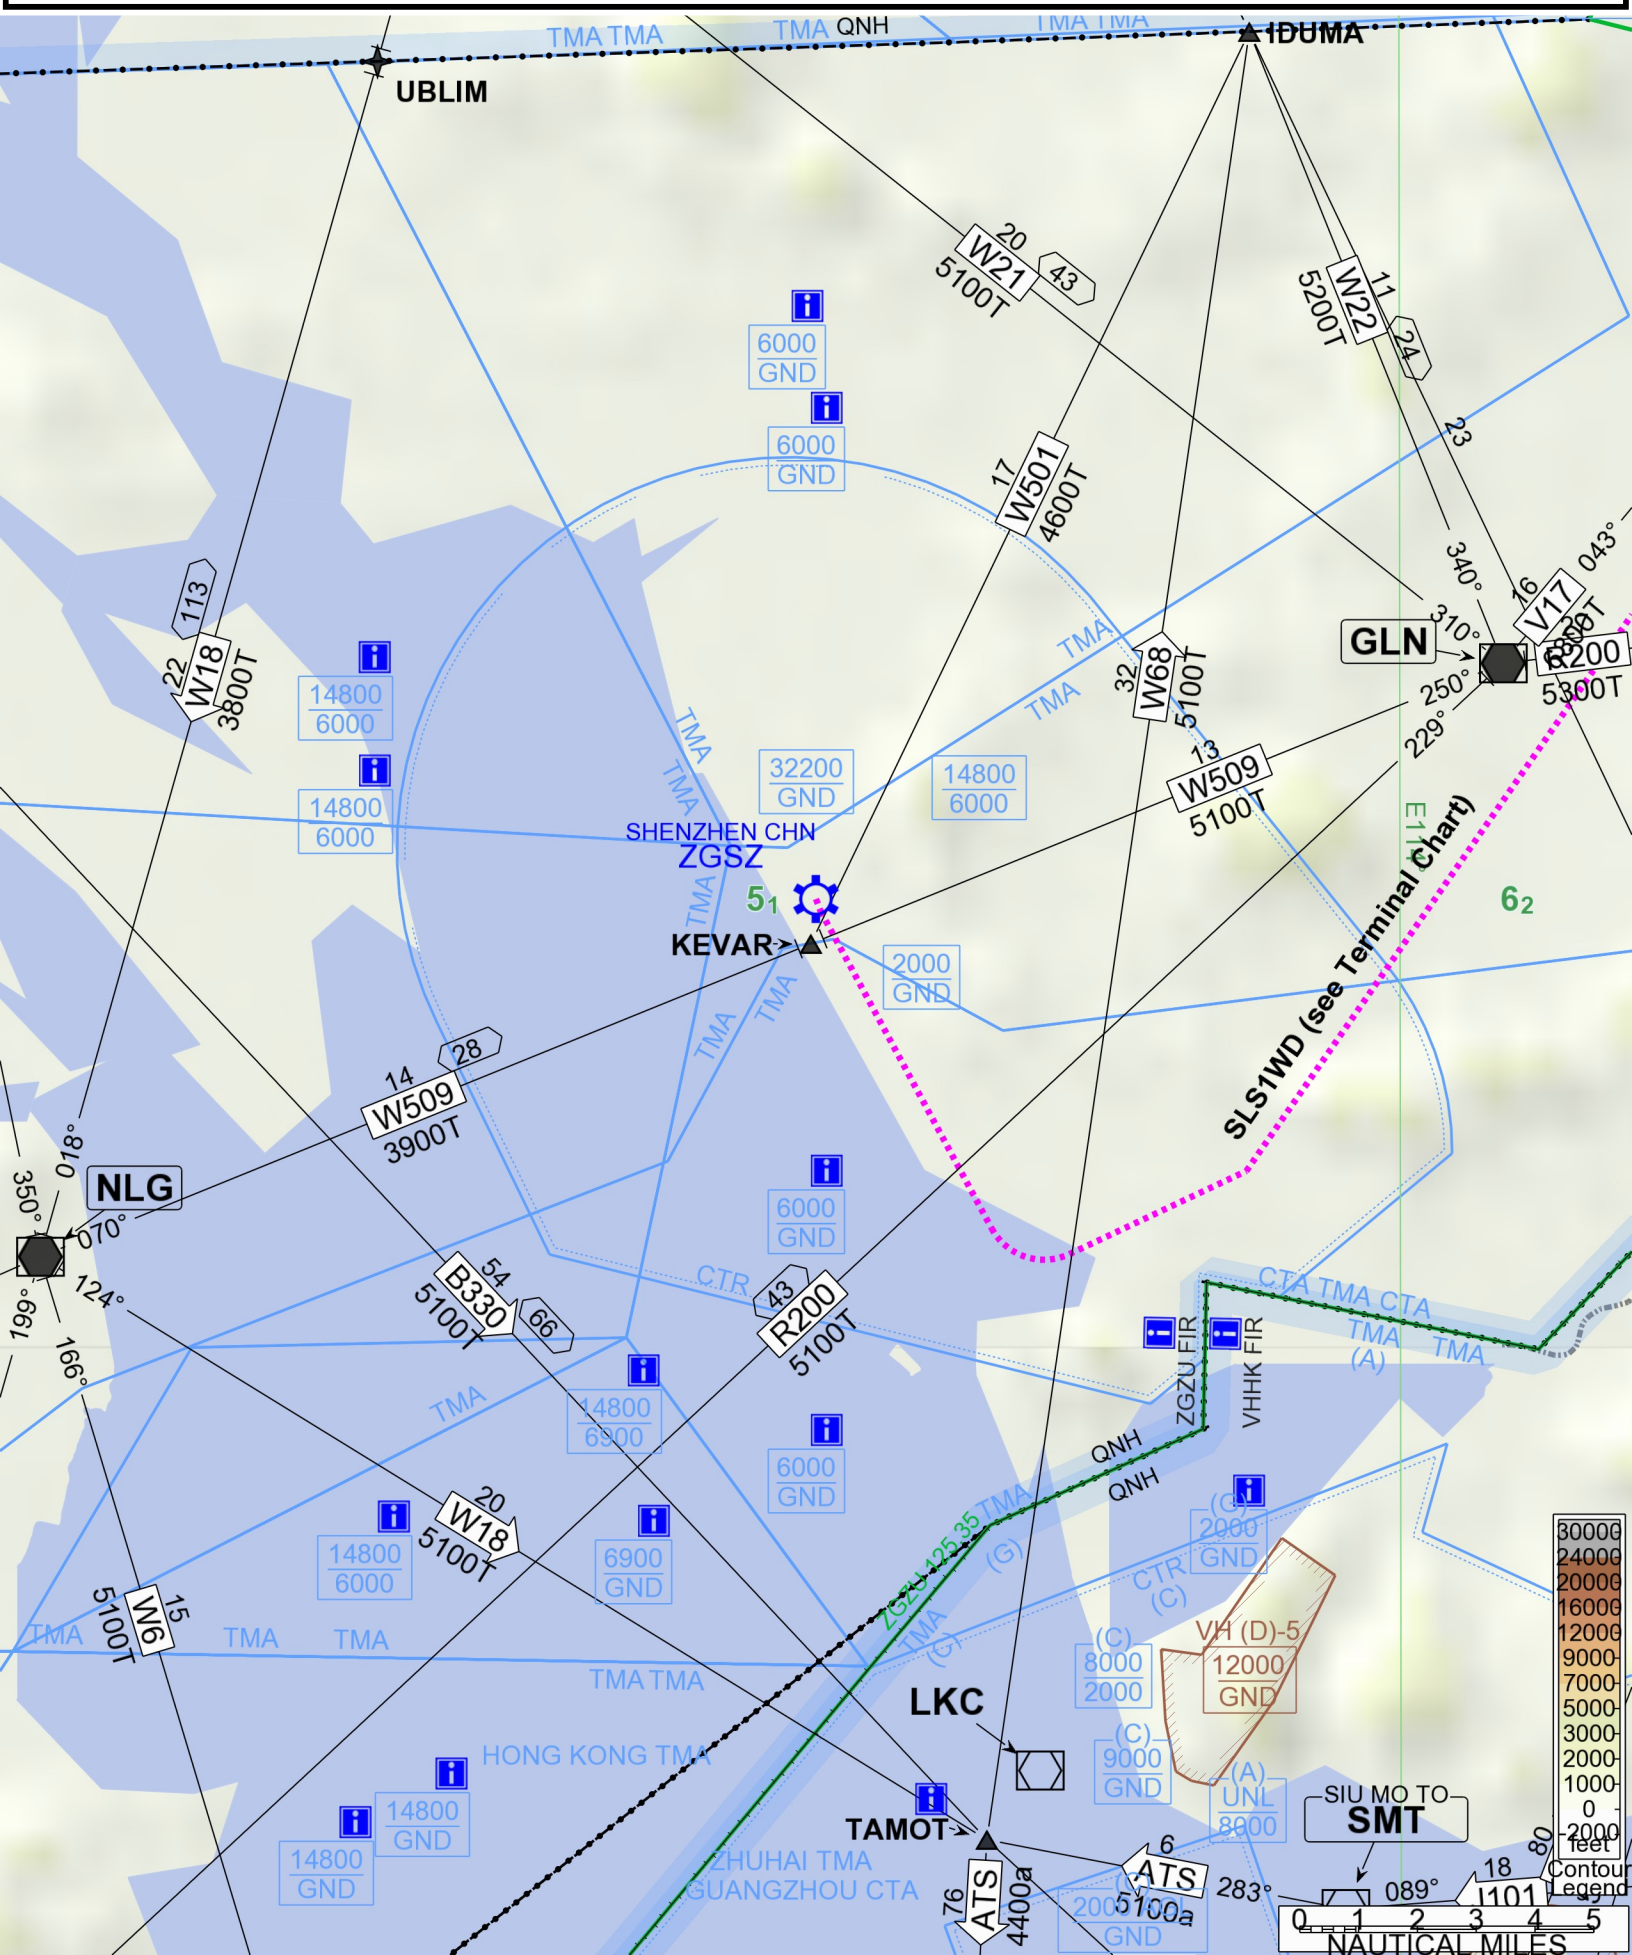 TMA TMA
TMA QNH
TMA TMA
IDUMA
UBLIM
20
W21
43
5100T
11
W22
5200T
24
23
6000
GND
6000
GND
17
W501
4600T
340°
043°
16
V17
310°
GLN
R200
5300T
250°
229°
113
22
W18
3800T
14800
6000
14800
6000
TMA
TMA
TMA
TMA
32
W68
5100T
32200
GND
14800
6000
13
W509
5100T
SHENZHEN CHN
ZGSZ
51
E114°
62
TMA
KEVAR
2000
GND
TMA
TMA
SLS1WD (see Terminal Chart)
28
14
W509
3900T
018°
350°
NLG
070°
6000
GND
124°
199°
166°
54
B330
5100T
66
CTR
43
R200
5100T
CTA TMA CTA
TMA
TMA
(A)
ZGZU FIR
VHHK FIR
TMA
14800
6900
6000
GND
QNH
QNH
TMA
(G)
ZGZU 125.35
(G)
2000
GND
20
W18
5100T
14800
6000
6900
GND
CTR
(C)
15
W6
5100T
TMA
TMA
TMA
TMA
(C)
TMA TMA
(C)
8000
2000
VH (D)-5
12000
GND
LKC
HONG KONG TMA
(C)
9000
GND
(A)
UNL
8000
14800
GND
14800
GND
TAMOT
SIU MO TO
SMT
ZHUHAI TMA
GUANGZHOU CTA
76
ATS
4400a
6
ATS
5100a
283°
089°
18
J101
80
GND
30000
24000
20000
16000
12000
9000
7000
5000
3000
2000
1000
0
-2000
feet
Contour
Legend
0 1 2 3 4 5
NAUTICAL MILES